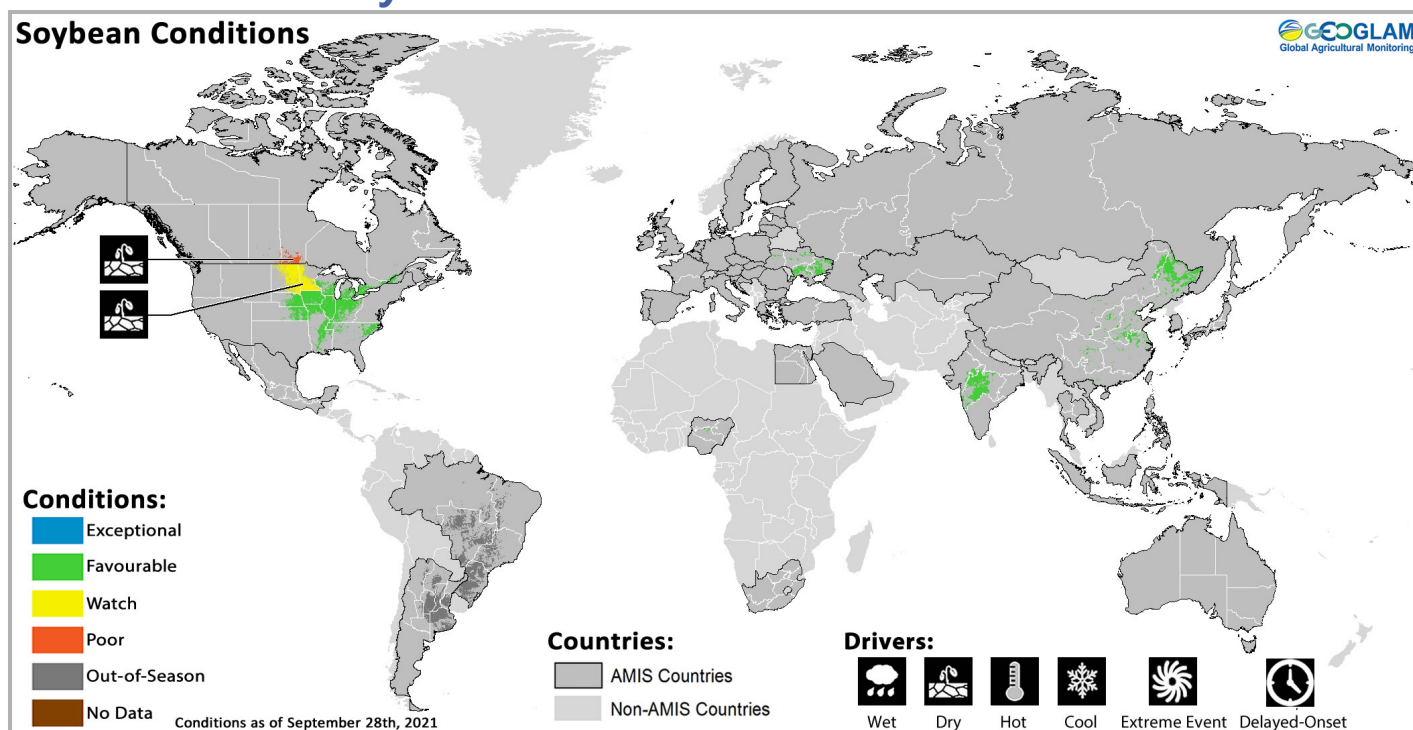 Soybean Conditions
GEOGLAM
Global Agricultural Monitoring
Conditions:
Exceptional
Favourable
Watch
Poor
Out-of-Season
No Data
Conditions as of September 28th, 2021
Countries:
AMIS Countries
Non-AMIS Countries
Drivers:
Wet
Dry
Hot
Cool
Extreme Event
Delayed-Onset